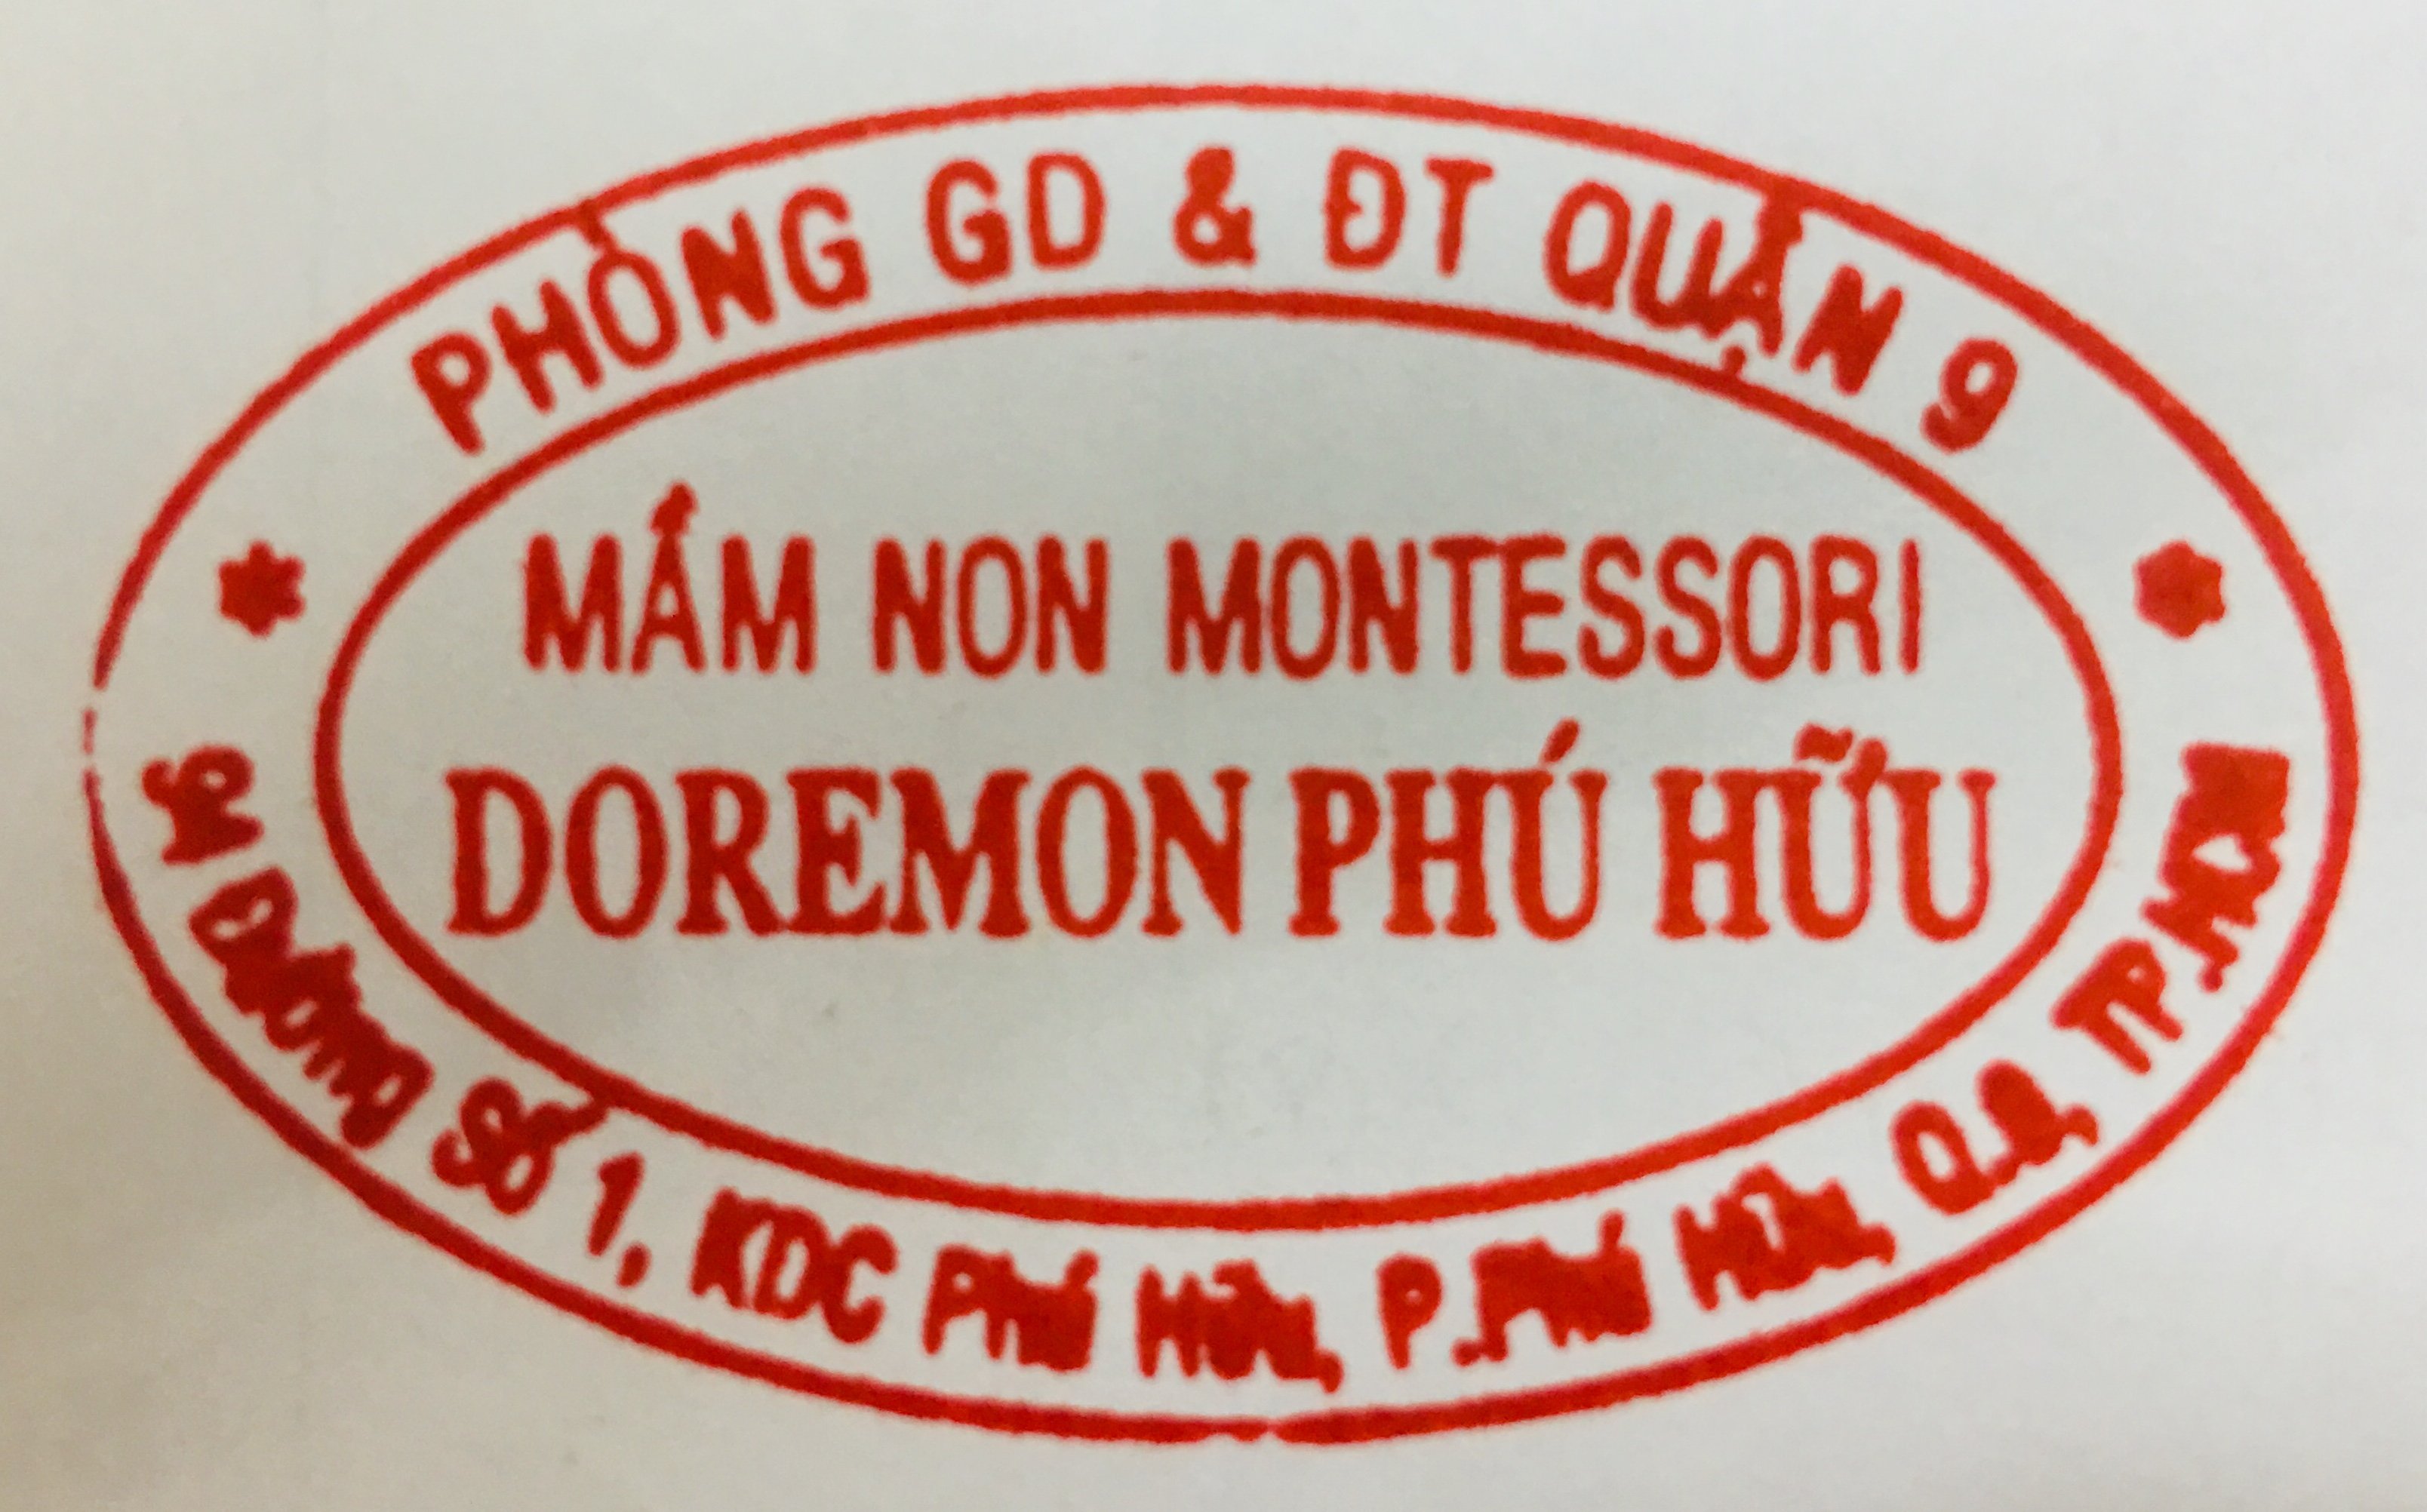 PHÒNG GD & ĐT QUẬN 9
MẦM NON MONTESSORI
DOREMON PHÚ HỮU
9A Đường Số 1, KDC Phú Hữu, P.Phú Hữu, Q.9, TP.HCM